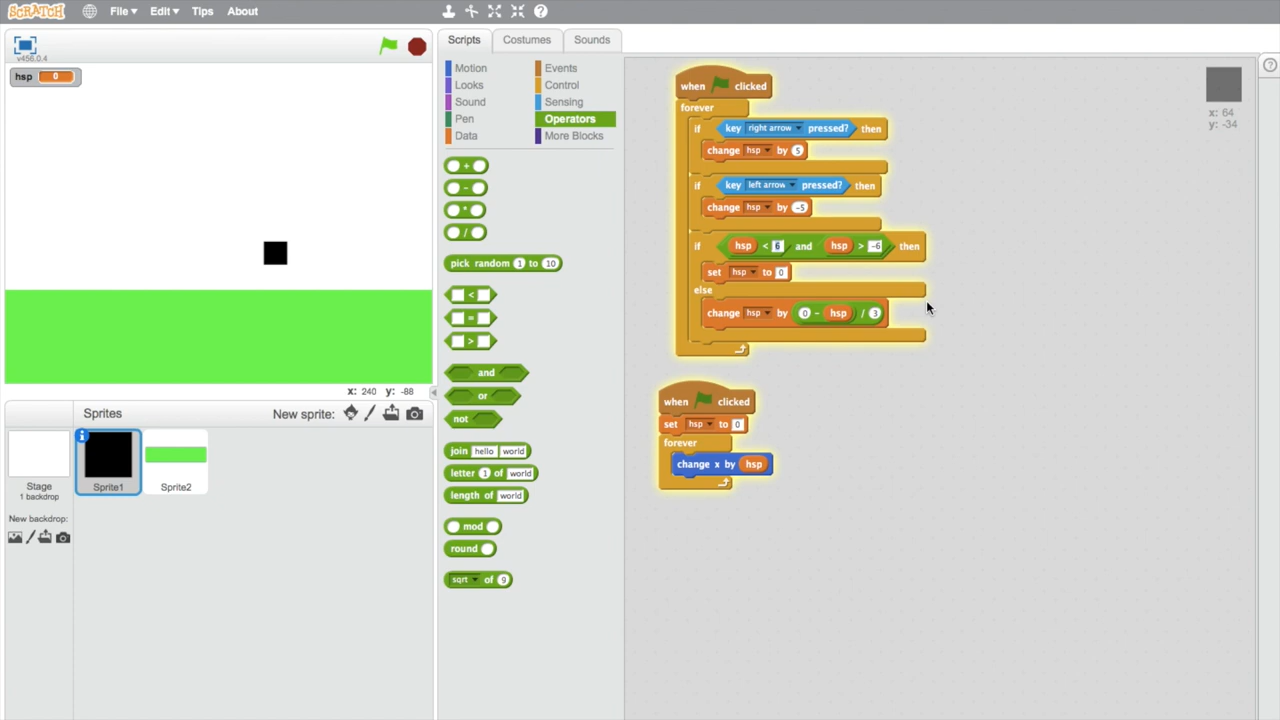 SCRATCH File Edit Tips About
v456.0.4
hsp 0
x: 240 y: -88
Sprites New sprite:
Stage
1 backdrop
New backdrop:
Sprite1
Sprite2
Scripts Costumes Sounds
Motion Events
Looks Control
Sound Sensing
Pen Operators
Data More Blocks
+
-
*
/
pick random 1 to 10
<
=
>
and
or
not
join hello world
letter 1 of world
length of world
mod
round
sqrt of 9
when clicked
forever
if key right arrow pressed? then
change hsp by 5
if key left arrow pressed? then
change hsp by -5
if hsp < 6 and hsp > -6 then
set hsp to 0
else
change hsp by 0 - hsp / 3
when clicked
set hsp to 0
forever
change x by hsp
x: 64
y: -34